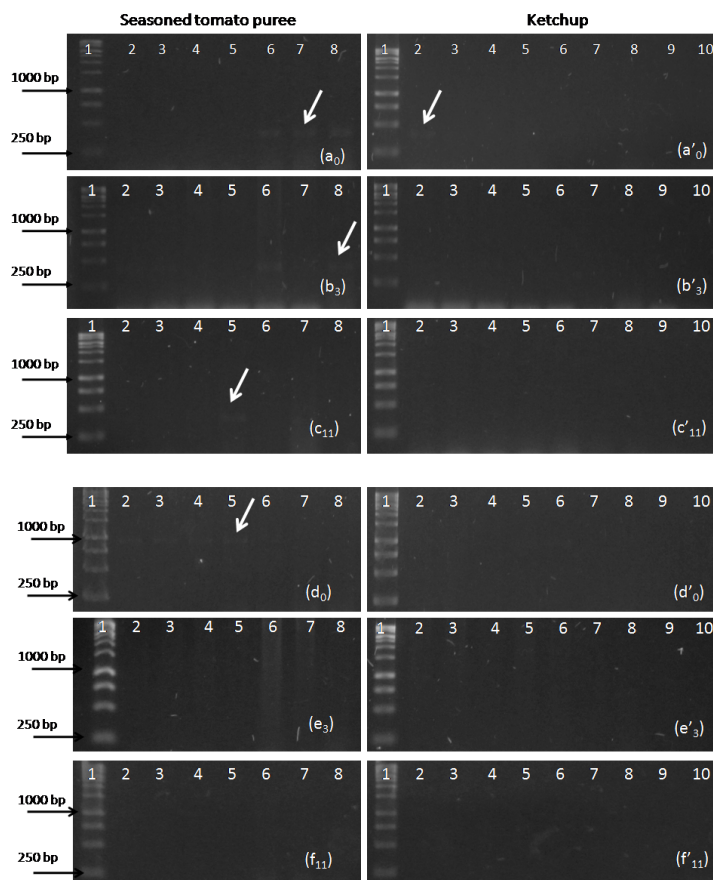 Seasoned tomato puree Ketchup
1 2 3 4 5 6 7 8 1 2 3 4 5 6 7 8 9 10
1000 bp
250 bp
(a₀) (a’₀)
1 2 3 4 5 6 7 8 1 2 3 4 5 6 7 8 9 10
1000 bp
250 bp
(b₃) (b’₃)
1 2 3 4 5 6 7 8 1 2 3 4 5 6 7 8 9 10
1000 bp
250 bp
(c₁₁) (c’₁₁)
1 2 3 4 5 6 7 8 1 2 3 4 5 6 7 8 9 10
1000 bp
250 bp
(d₀) (d’₀)
1 2 3 4 5 6 7 8 1 2 3 4 5 6 7 8 9 10
1000 bp
250 bp
(e₃) (e’₃)
1 2 3 4 5 6 7 8 1 2 3 4 5 6 7 8 9 10
1000 bp
250 bp
(f₁₁) (f’₁₁)